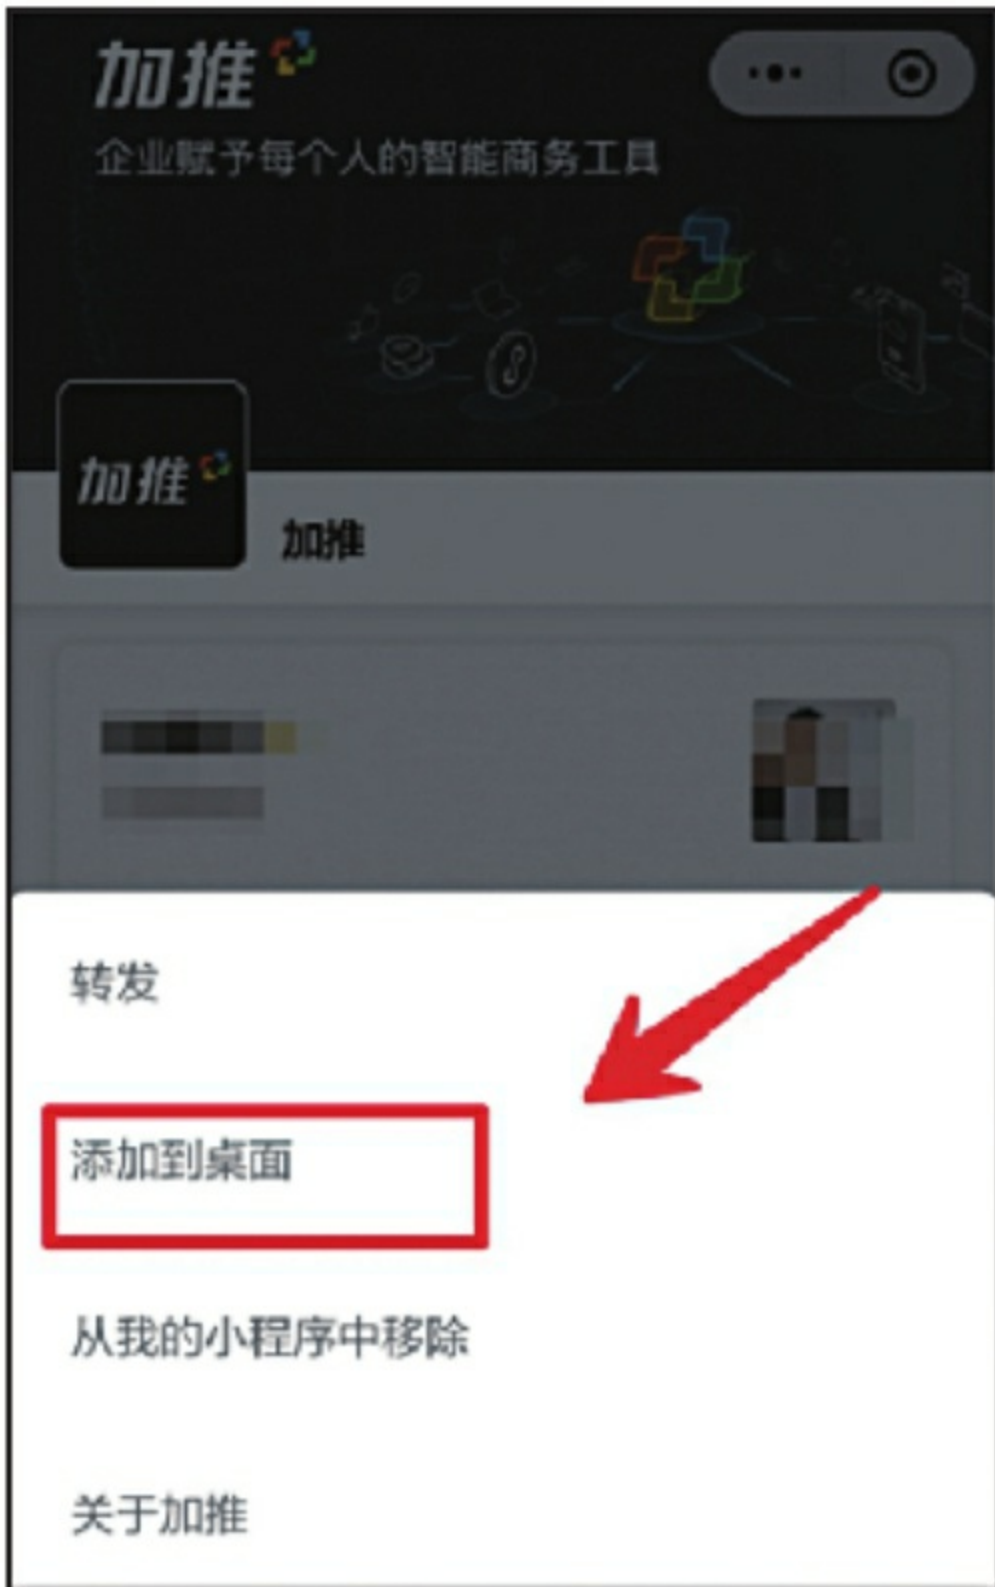 加推
企业赋予每个人的智能商务工具
加推
加推
转发
添加到桌面
从我的小程序中移除
关于加推